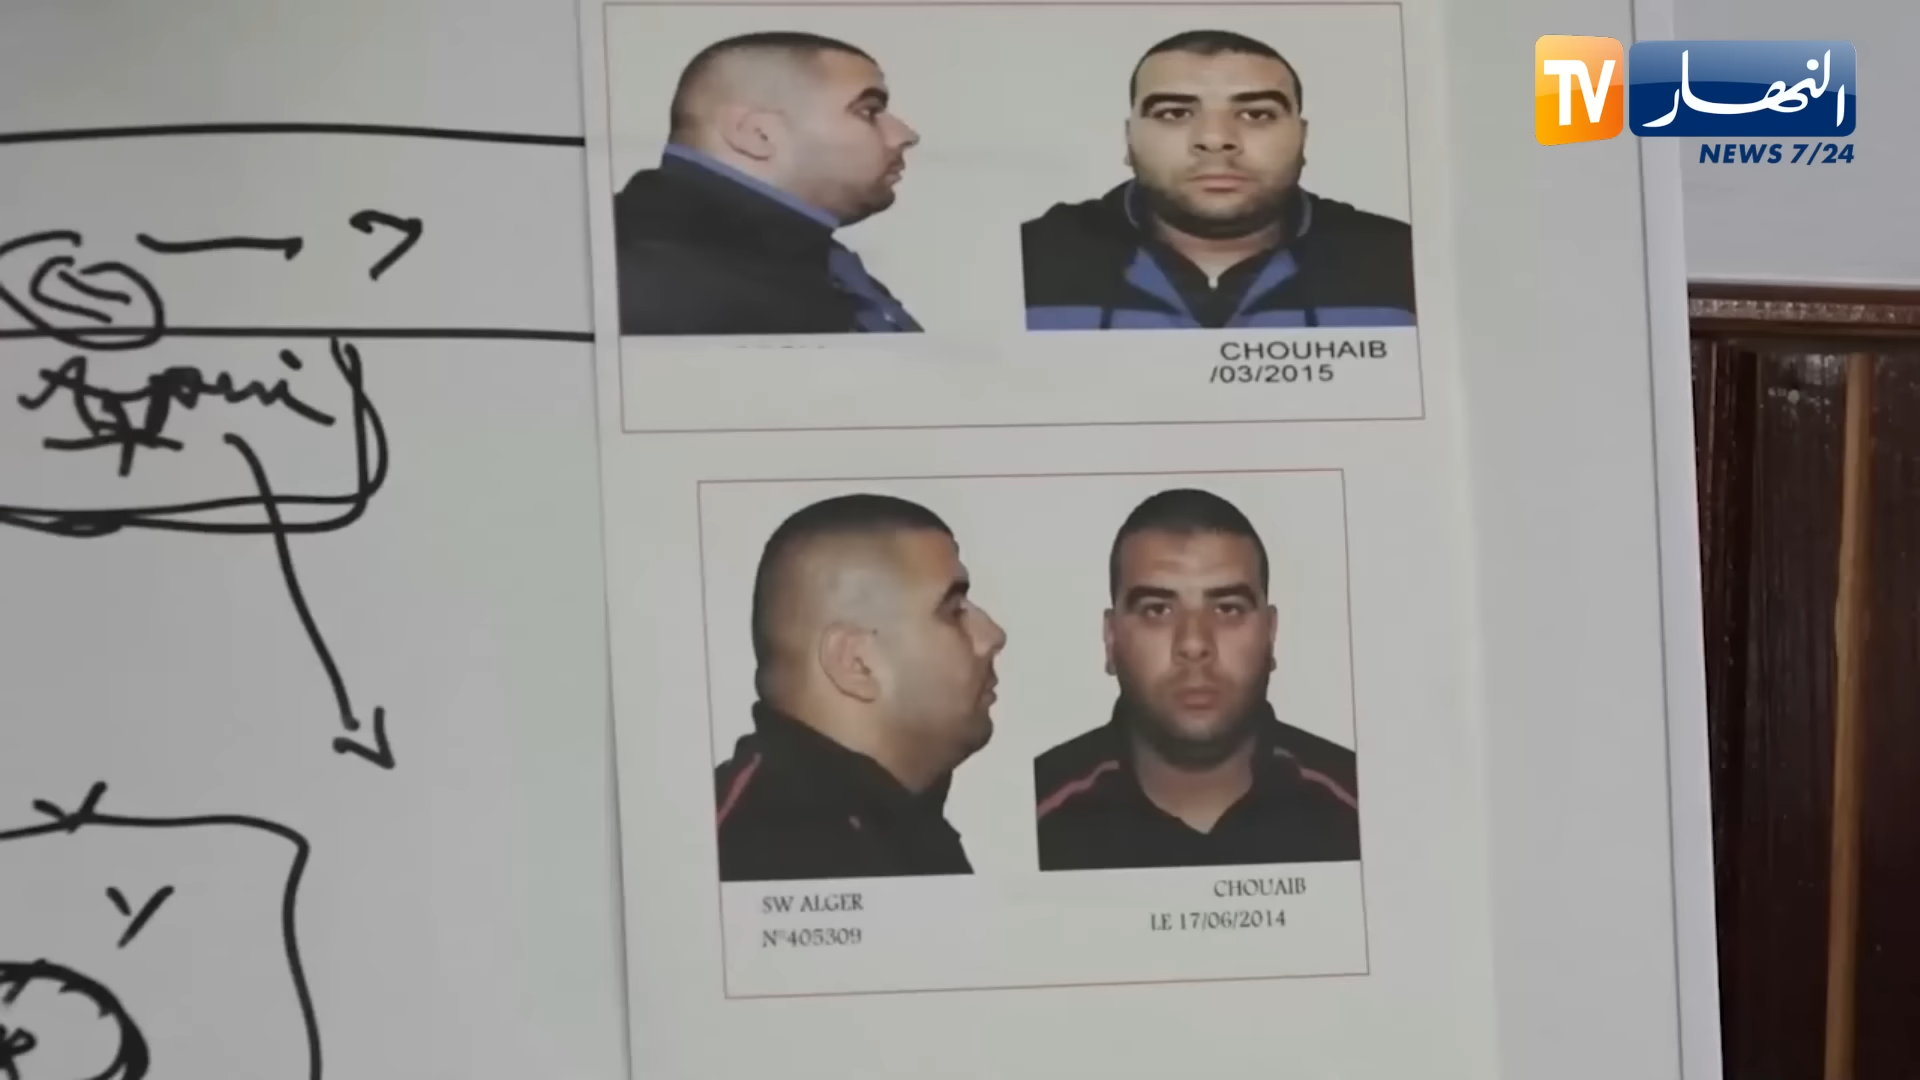 TV النهار
NEWS 7/24
CHOUHAIB
/03/2015
SW ALGER
CHOUAIB
N°405309
LE 17/06/2014